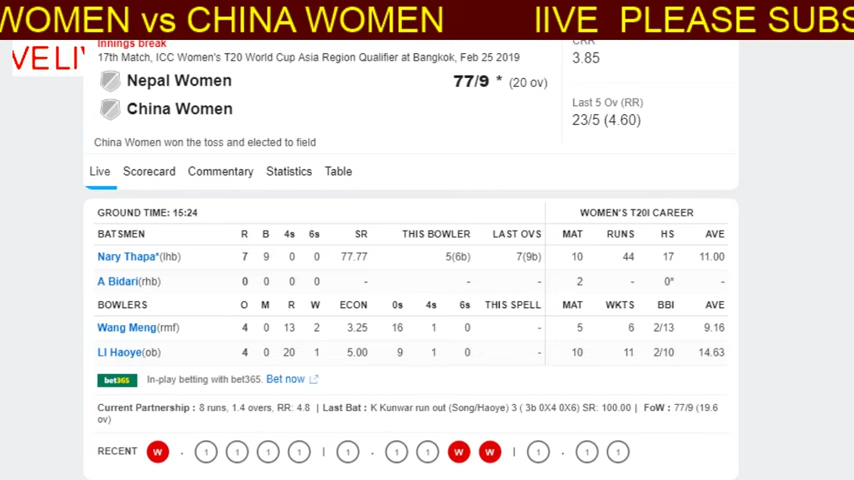 WOMEN vs CHINA WOMEN IIVE PLEASE SUBS
VELIV
Innings break
17th Match, ICC Women's T20 World Cup Asia Region Qualifier at Bangkok, Feb 25 2019
Nepal Women 77/9 * (20 ov)
China Women
China Women won the toss and elected to field
CRR
3.85
Last 5 Ov (RR)
23/5 (4.60)
Live Scorecard Commentary Statistics Table
GROUND TIME: 15:24 WOMEN'S T20I CAREER
BATSMEN R B 4s 6s SR THIS BOWLER LAST OVS MAT RUNS HS AVE
Nary Thapa*(lhb) 7 9 0 0 77.77 5(6b) 7(9b) 10 44 17 11.00
A Bidari(rhb) 0 0 0 0 - - - 2 - 0* -
BOWLERS O M R W ECON 0s 4s 6s THIS SPELL MAT WKTS BBI AVE
Wang Meng(rmf) 4 0 13 2 3.25 16 1 0 - 5 6 2/13 9.16
LI Haoye(ob) 4 0 20 1 5.00 9 1 0 - 10 11 2/10 14.63
bet365 In-play betting with bet365. Bet now
Current Partnership : 8 runs, 1.4 overs, RR: 4.8 | Last Bat : K Kunwar run out (Song/Haoye) 3 ( 3b 0X4 0X6) SR: 100.00 | FoW : 77/9 (19.6
ov)
RECENT W . 1 1 1 1 | 1 . 1 1 W W | 1 . 1 1